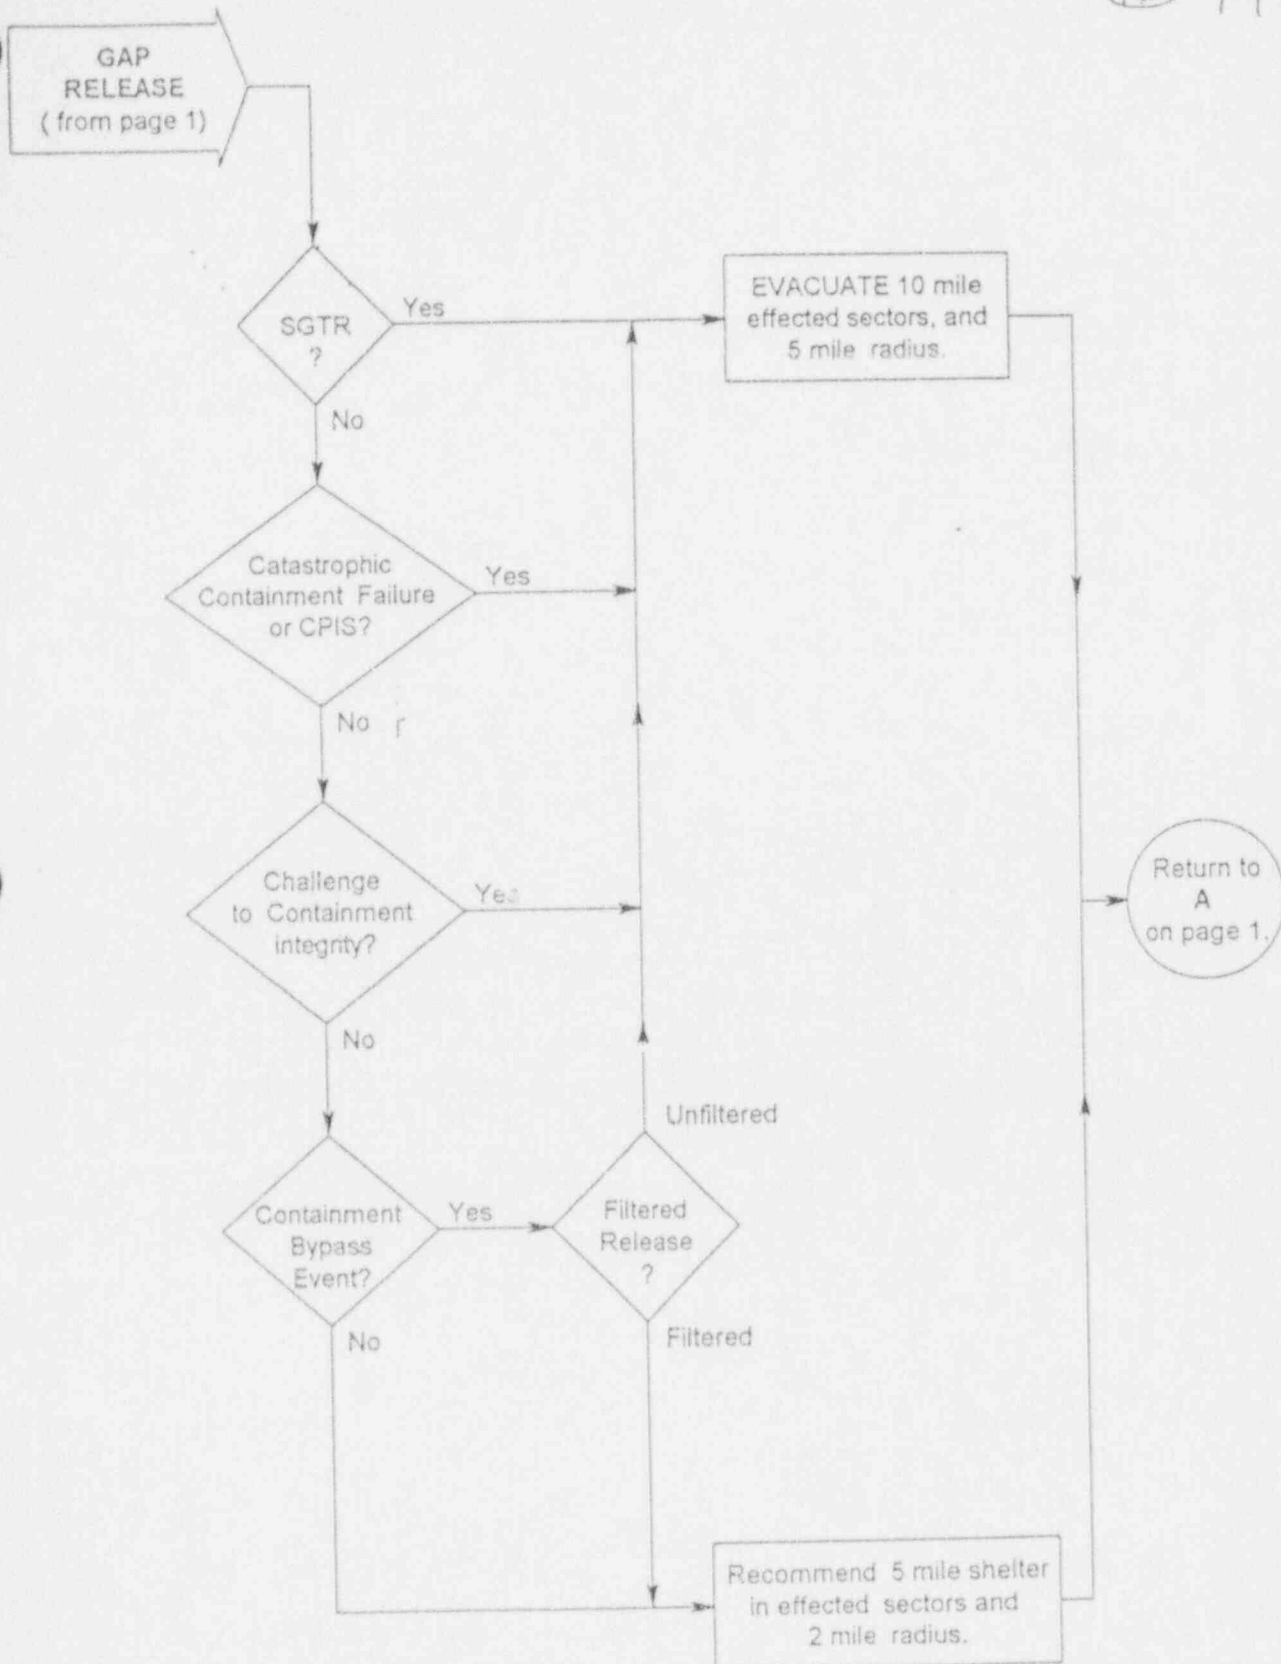 GAP
RELEASE
( from page 1)
SGTR
?
Yes
No
EVACUATE 10 mile
effected sectors, and
5 mile radius.
Catastrophic
Containment Failure
or CPIS?
Yes
No
Challenge
to Containment
integrity?
Yes
No
Return to
A
on page 1.
Containment
Bypass
Event?
Yes
No
Filtered
Release
?
Unfiltered
Filtered
Recommend 5 mile shelter
in effected sectors and
2 mile radius.